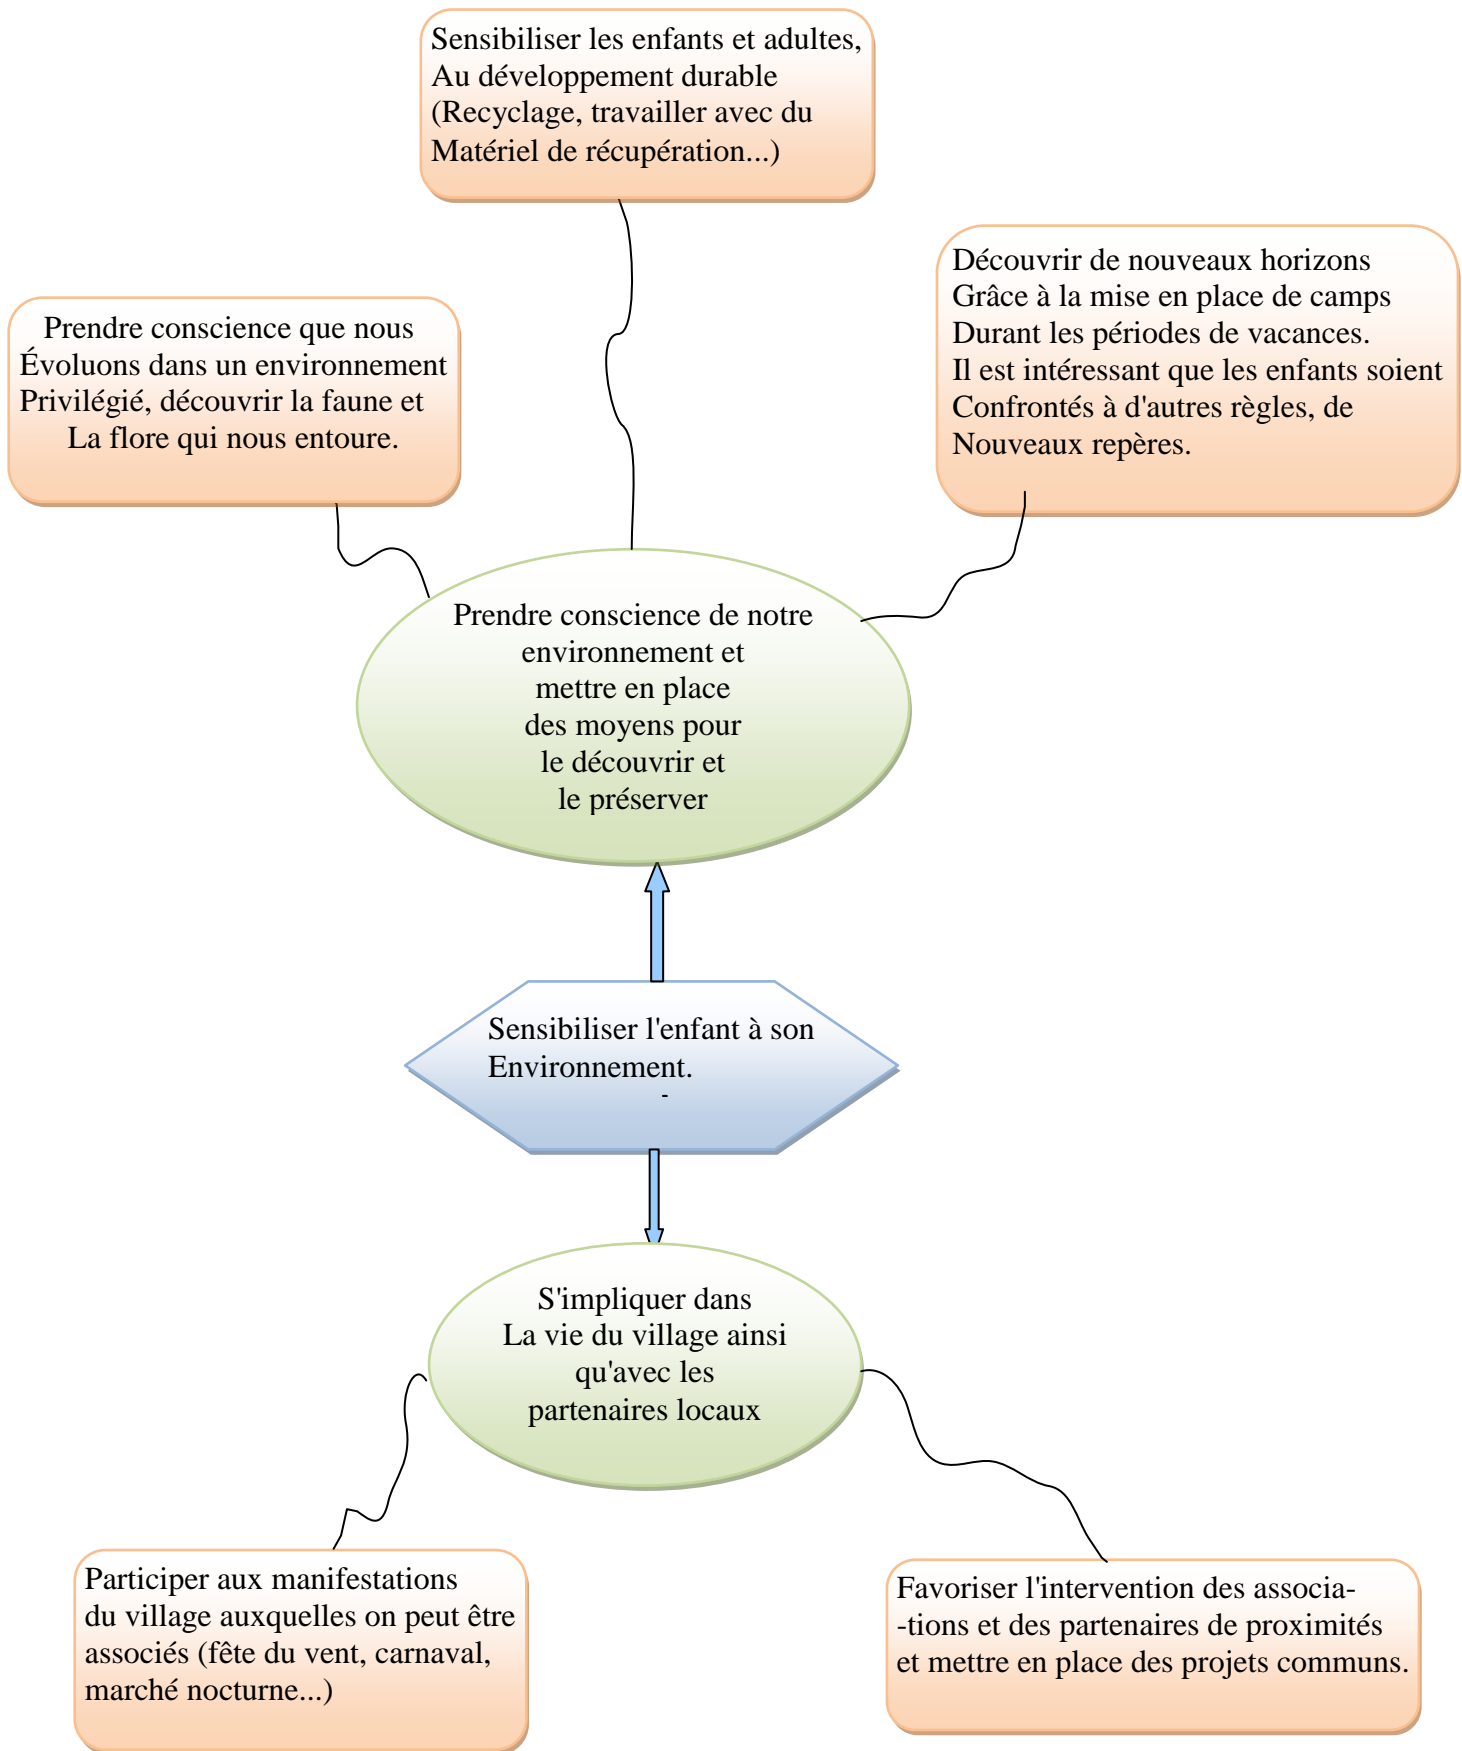 Sensibiliser les enfants et adultes,
Au développement durable
(Recyclage, travailler avec du
Matériel de récupération...)
Découvrir de nouveaux horizons
Grâce à la mise en place de camps
Durant les périodes de vacances.
Il est intéressant que les enfants soient
Confrontés à d'autres règles, de
Nouveaux repères.
Prendre conscience que nous
Évoluons dans un environnement
Privilégié, découvrir la faune et
La flore qui nous entoure.
Prendre conscience de notre
environnement et
mettre en place
des moyens pour
le découvrir et
le préserver
Sensibiliser l'enfant à son
Environnement.
-
S'impliquer dans
La vie du village ainsi
qu'avec les
partenaires locaux
Participer aux manifestations
du village auxquelles on peut être
associés (fête du vent, carnaval,
marché nocturne...)
Favoriser l'intervention des associa-
-tions et des partenaires de proximités
et mettre en place des projets communs.